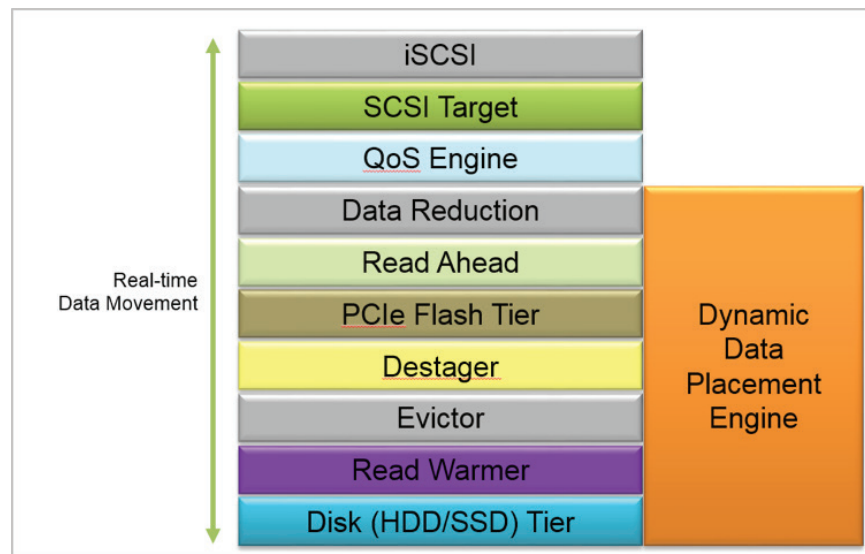 iSCSI
SCSI Target
QoS Engine
Data Reduction
Read Ahead
Real-time
Data Movement
PCIe Flash Tier
Dynamic
Data
Placement
Engine
Destager
Evictor
Read Warmer
Disk (HDD/SSD) Tier